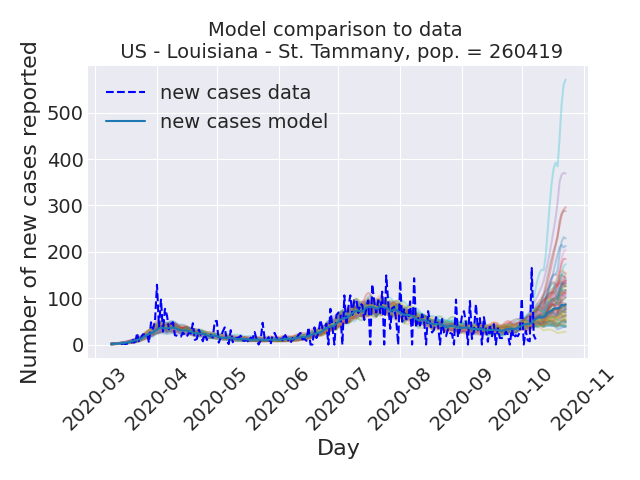 Model comparison to data
US - Louisiana - St. Tammany, pop. = 260419
Number of new cases reported
new cases data
new cases model
500
400
300
200
100
0
2020-03
2020-04
2020-05
2020-06
2020-07
2020-08
2020-09
2020-10
2020-11
Day